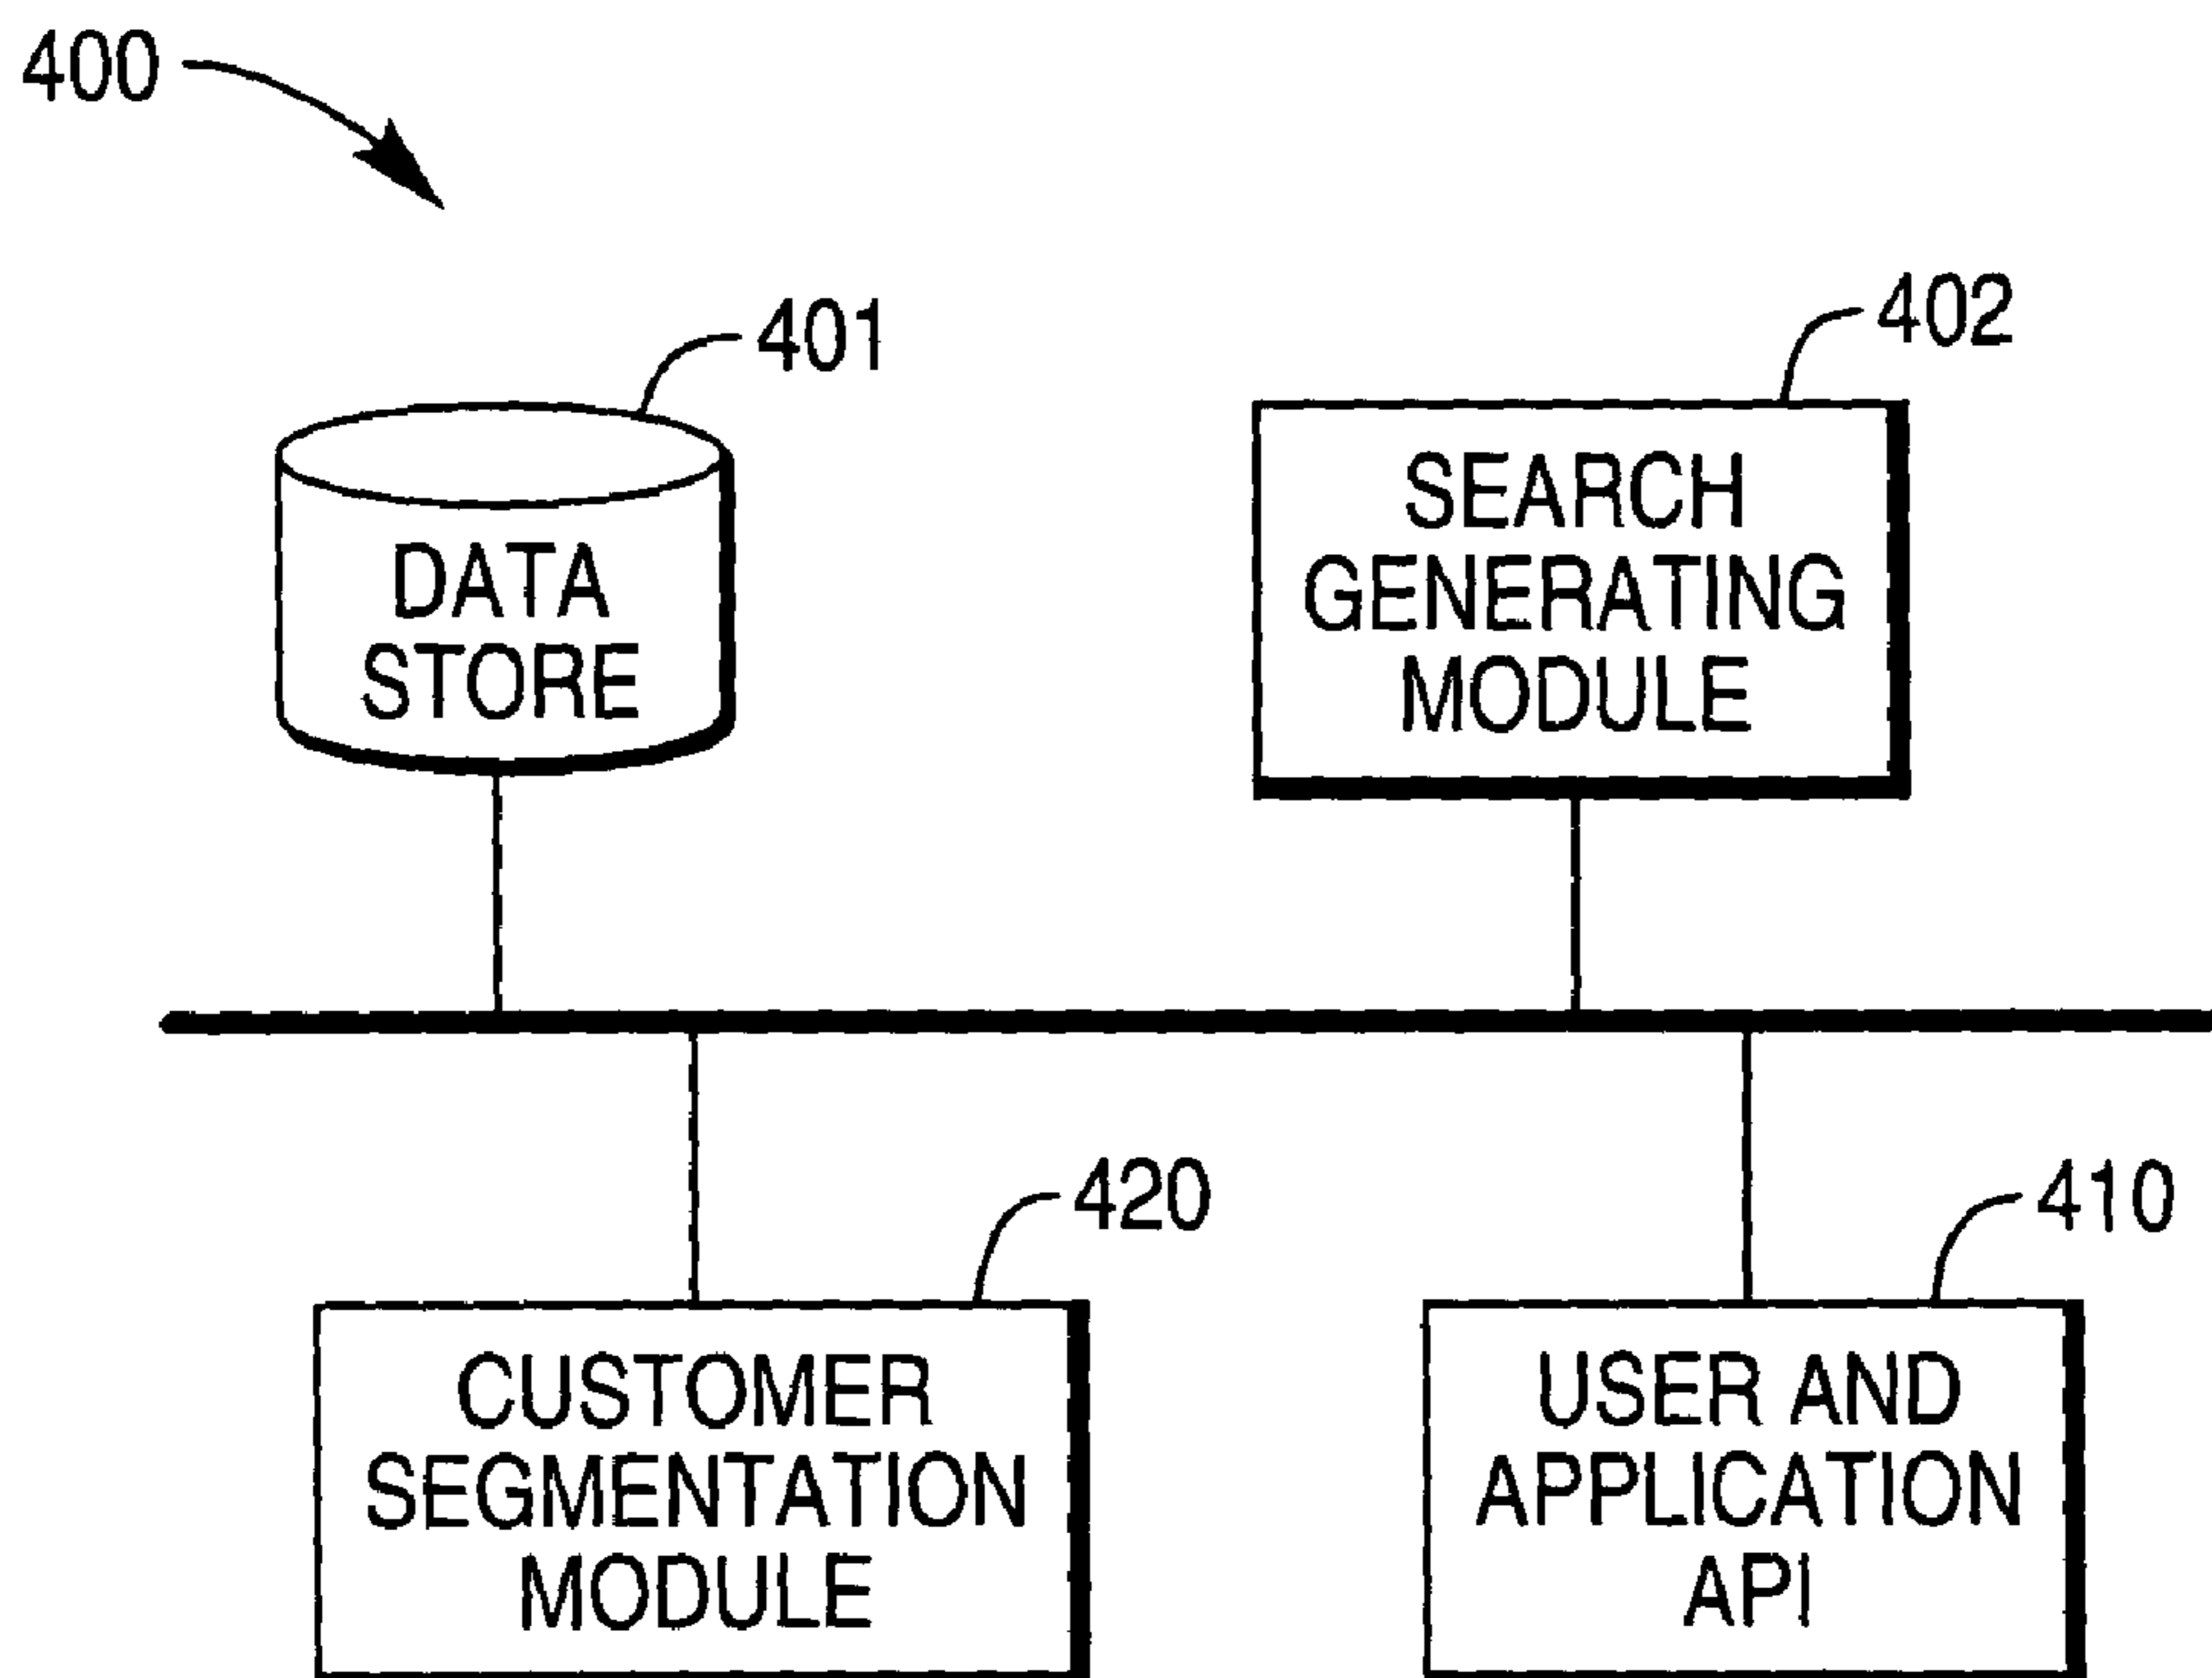 400
401
402
DATA
STORE
SEARCH
GENERATING
MODULE
420
410
CUSTOMER
SEGMENTATION
MODULE
USER AND
APPLICATION
API